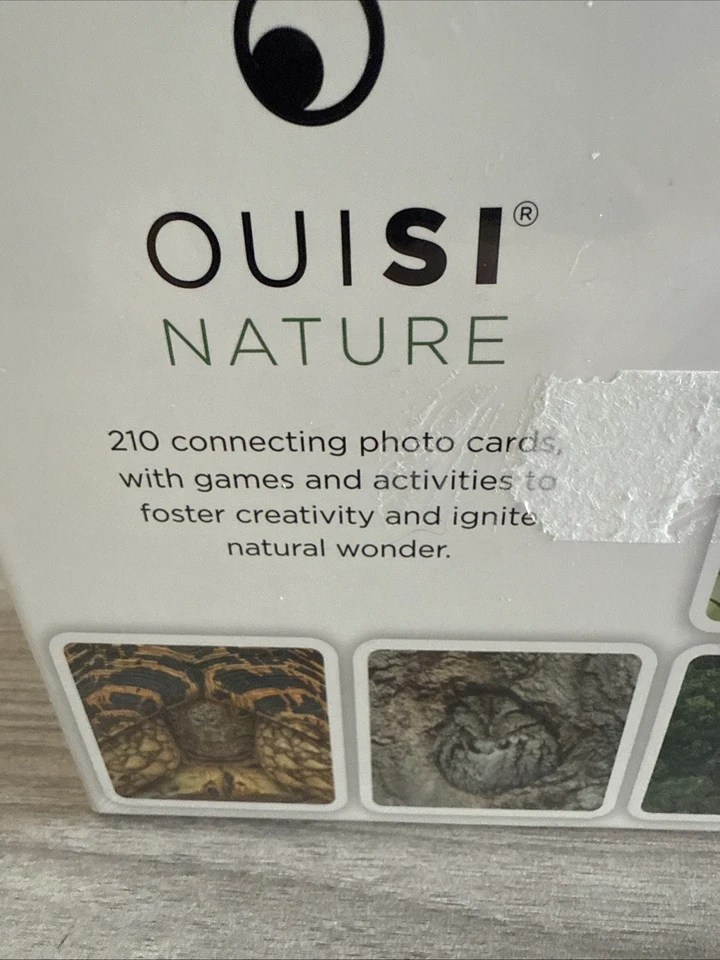 OUISI®
NATURE
210 connecting photo cards,
with games and activities to
foster creativity and ignite
natural wonder.